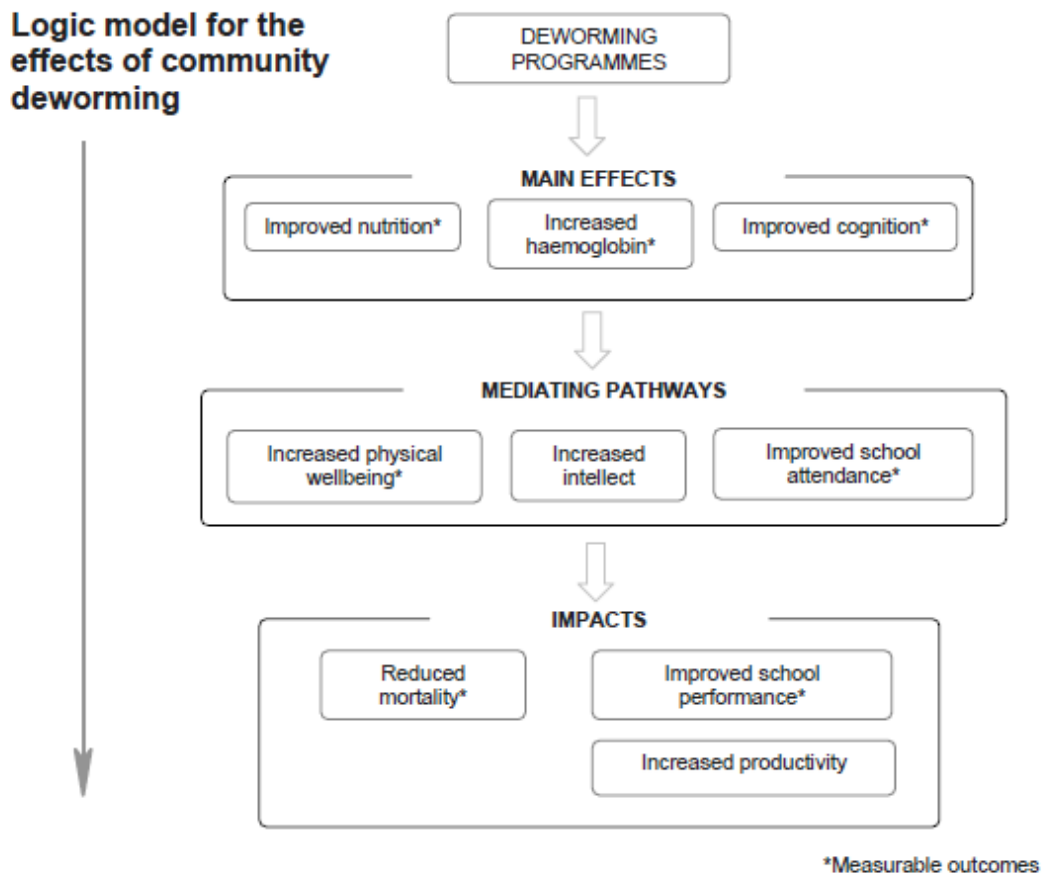 Logic model for the
effects of community
deworming
DEWORMING
PROGRAMMES
MAIN EFFECTS
Improved nutrition*
Increased
haemoglobin*
Improved cognition*
MEDIATING PATHWAYS
Increased physical
wellbeing*
Increased
intellect
Improved school
attendance*
IMPACTS
Reduced
mortality*
Improved school
performance*
Increased productivity
*Measurable outcomes